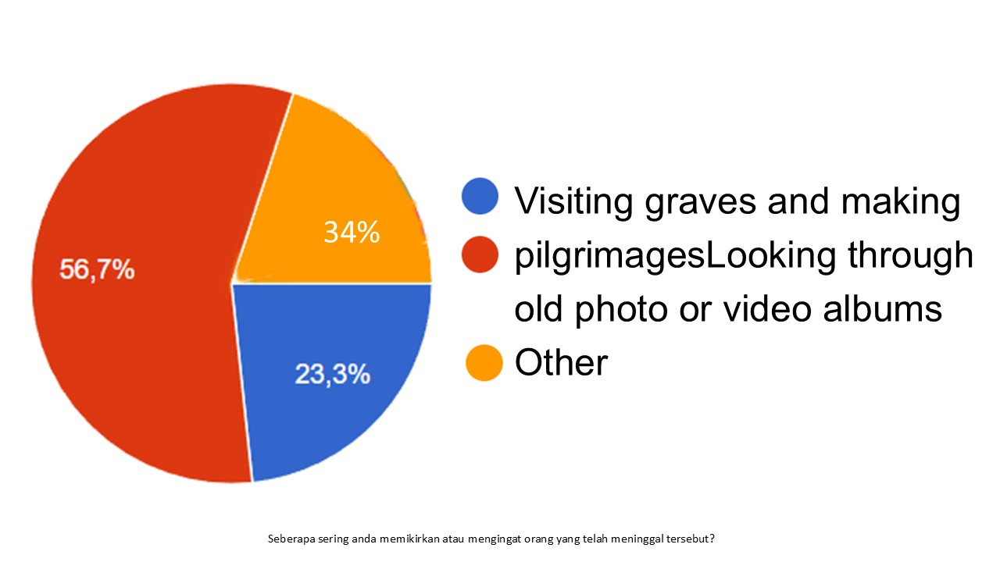 56,7%
34%
23,3%
Visiting graves and making
pilgrimagesLooking through
old photo or video albums
Other
Seberapa sering anda memikirkan atau mengingat orang yang telah meninggal tersebut?